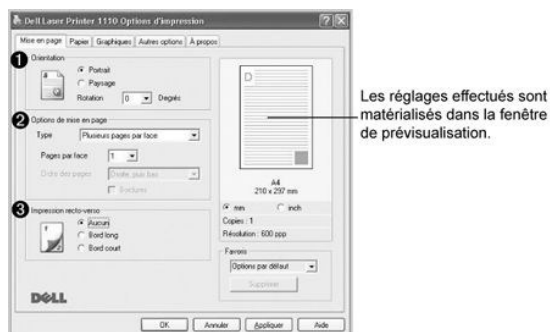 Dell Laser Printer 1110 Options d'impression
Mise en page Papier Graphiques Autres options À propos
1 Orientation
Portrait
Paysage
Rotation 0 Degrés
2 Options de mise en page
Type Plusieurs pages par face
Pages par face 1
Ordre des pages Droite, puis bas
Bordures
3 Impression recto-verso
Aucun
Bord long
Bord court
D
A4
210 x 297 mm
mm inch
Copies : 1
Résolution : 600 ppp
Favoris
Options par défaut
Supprimer
DELL
OK Annuler Appliquer Aide
Les réglages effectués sont
matérialisés dans la fenêtre
de prévisualisation.